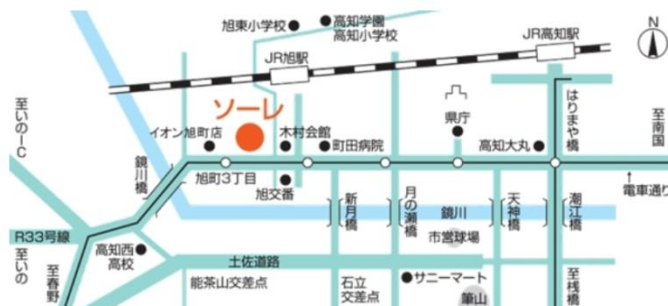 旭東小学校
高知学園
高知小学校
JR旭駅
JR高知駅
N
ソーレ
至いのIC
イオン旭町店
木村会館
町田病院
県庁
高知大丸
はりまや橋
至南国
鏡川橋
旭町3丁目
旭交番
新月橋
月の瀬橋
鏡川
天神橋
潮江橋
電車通り
R33号線
至いの
至春野
高知西
高校
土佐道路
市営球場
能茶山交差点
石立
交差点
サニーマート
筆山
至桟橋